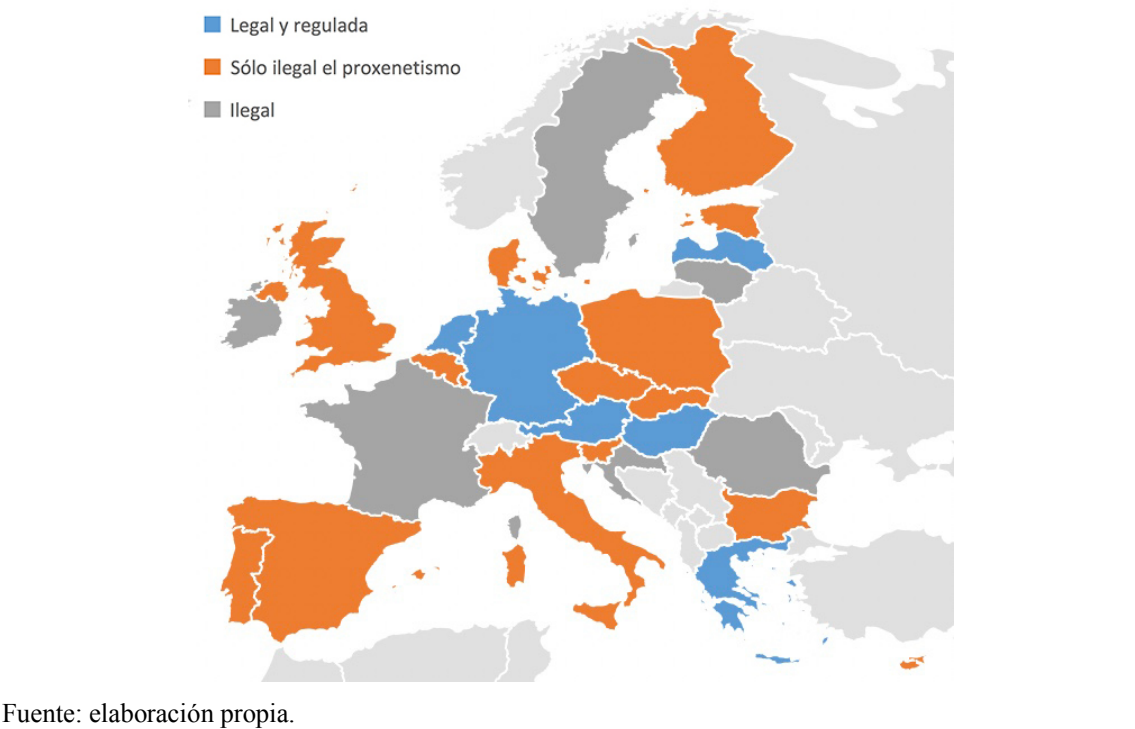 Legal y regulada
Sólo ilegal el proxenetismo
Ilegal
Fuente: elaboración propia.